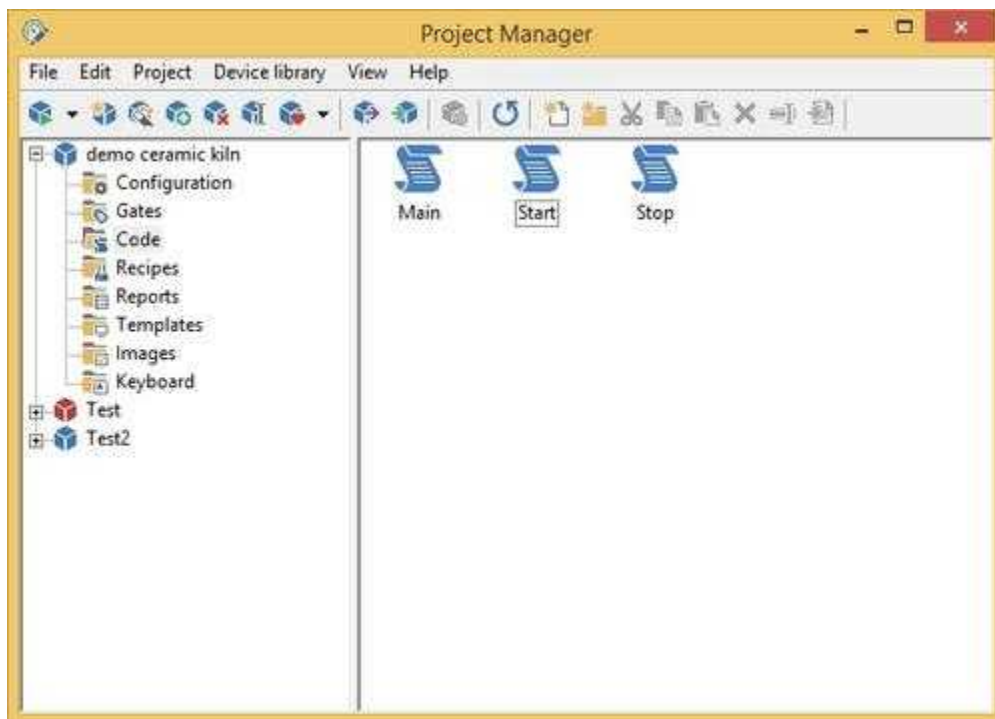 Project Manager
File Edit Project Device library View Help
demo ceramic kiln
Configuration
Gates
Code
Recipes
Reports
Templates
Images
Keyboard
Test
Test2
Main Start Stop